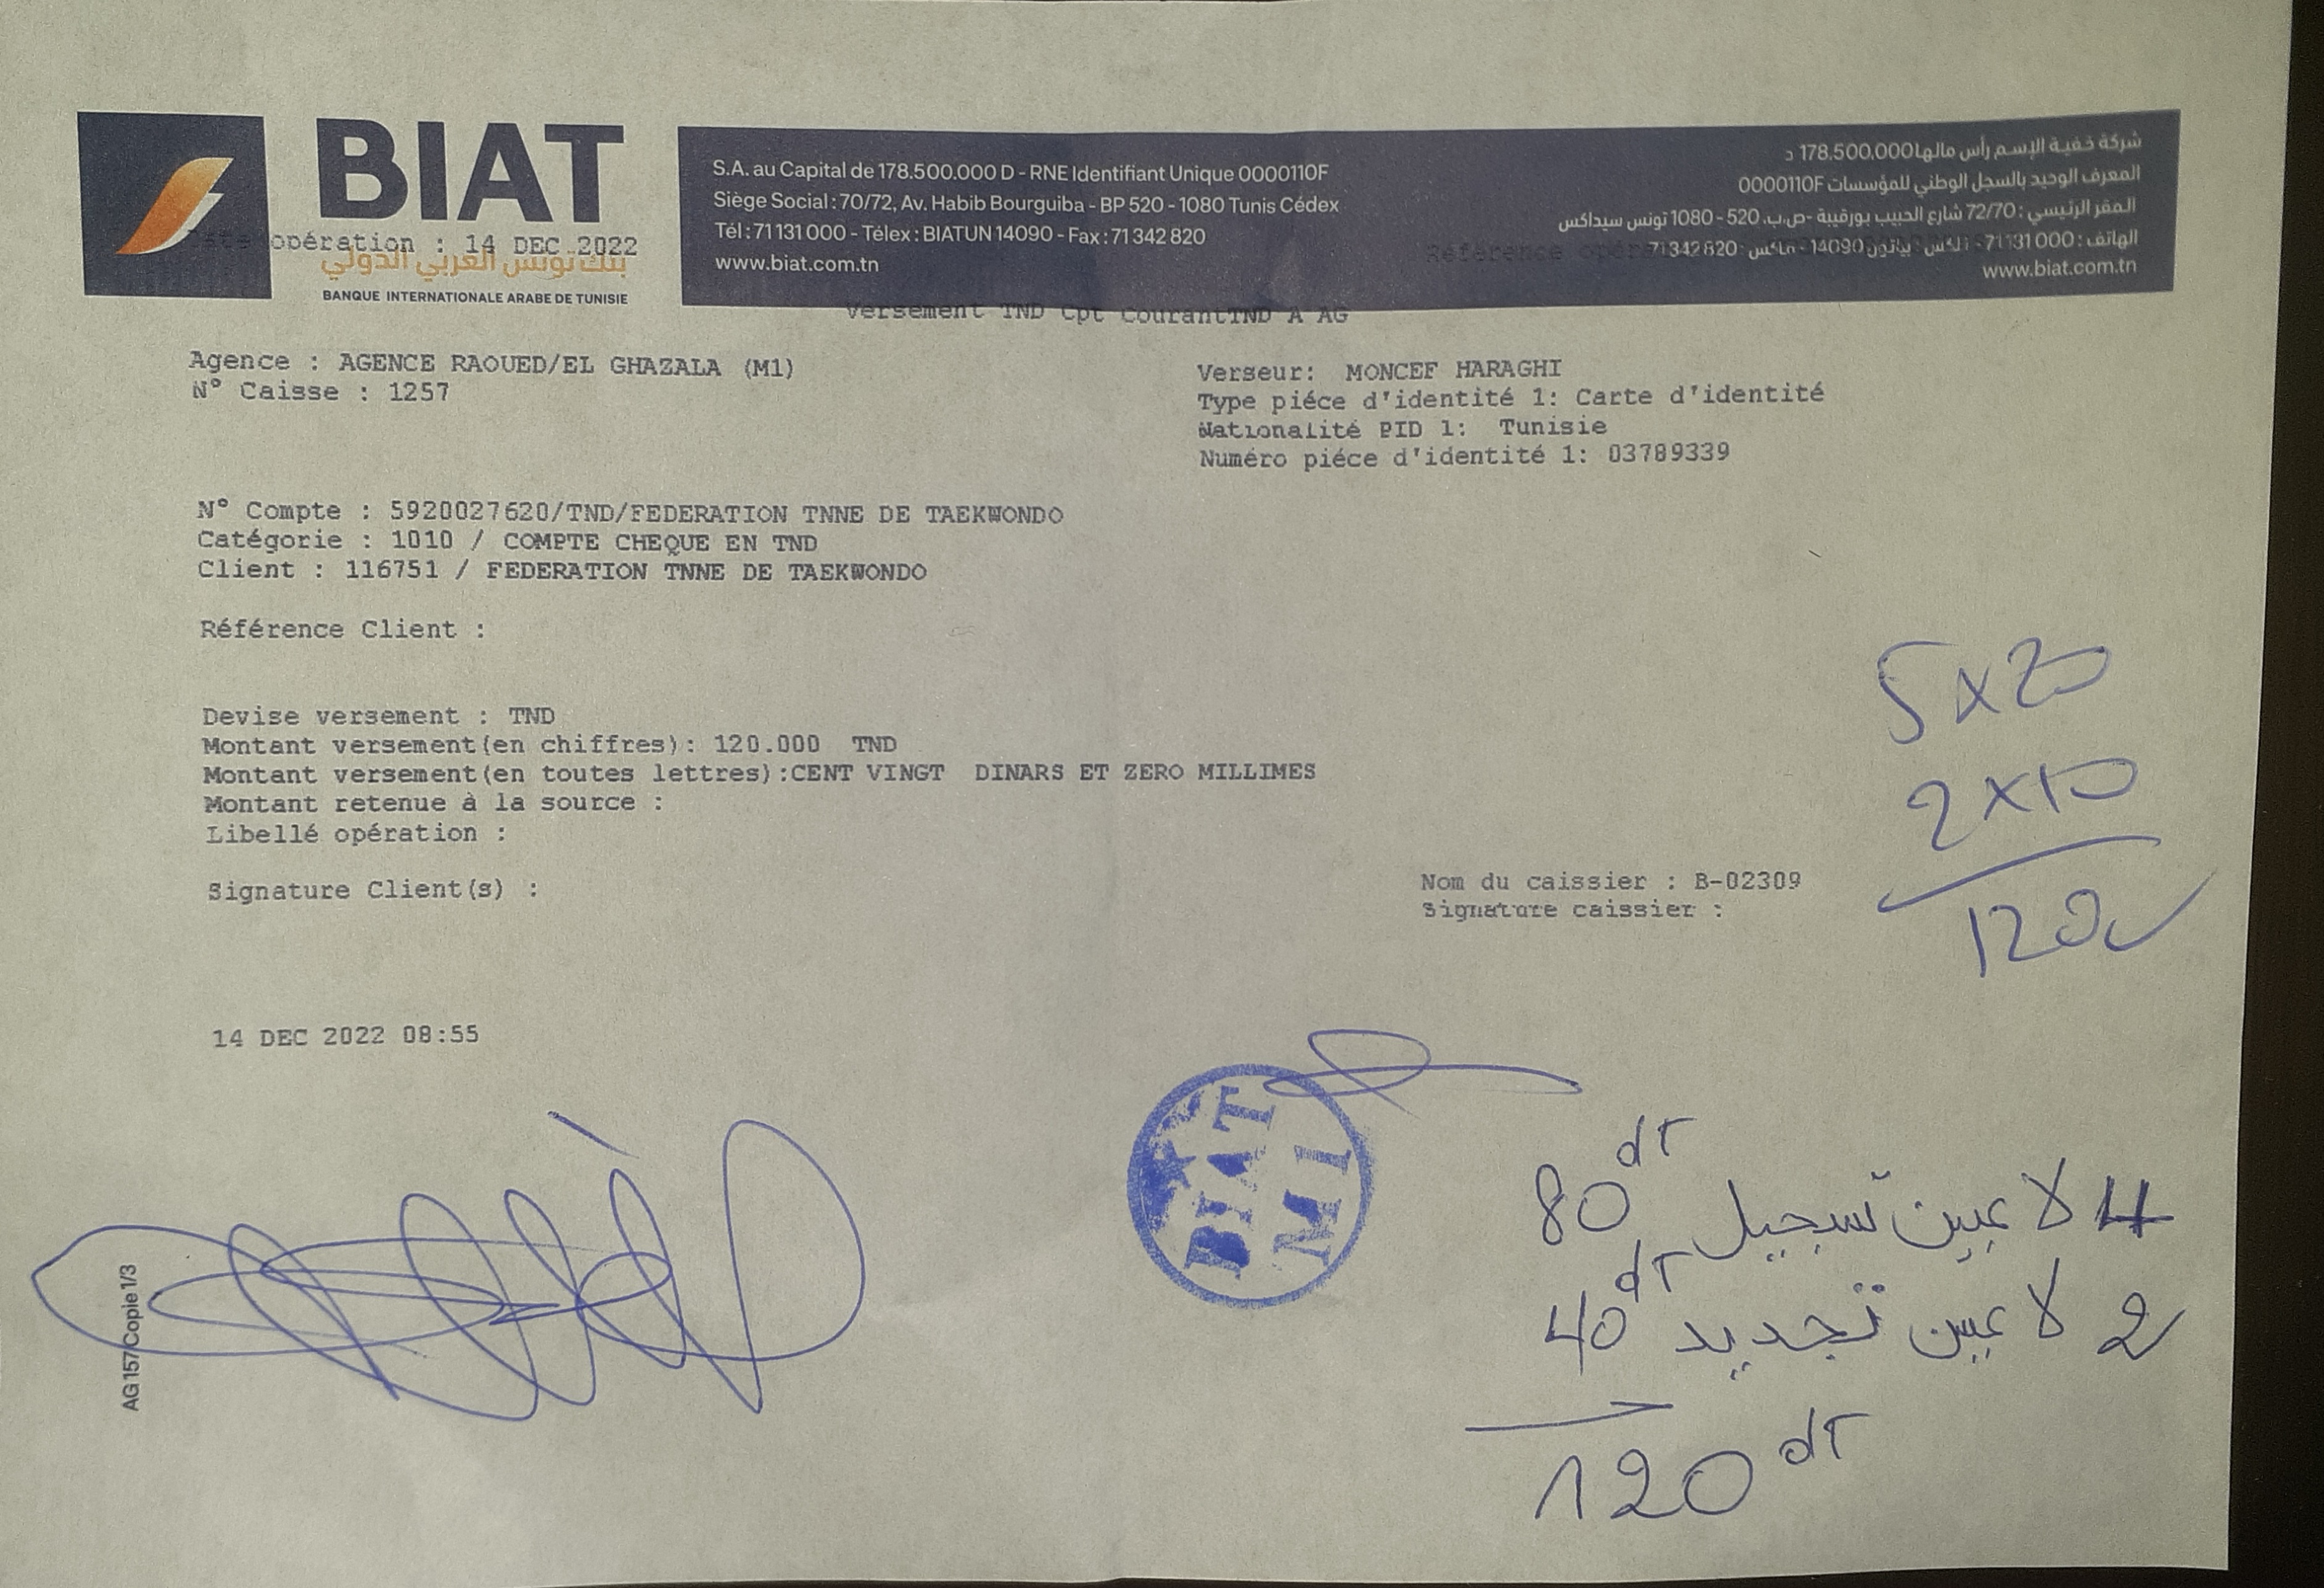 BIAT
opération : 14 DEC 2022
بنك تونس العربي الدولي
BANQUE INTERNATIONALE ARABE DE TUNISIE
S.A. au Capital de 178.500.000 D - RNE Identifiant Unique 0000110F
Siège Social : 70/72, Av. Habib Bourguiba - BP 520 - 1080 Tunis Cédex
Tél : 71 131 000 - Télex : BIATUN 14090 - Fax : 71 342 820
www.biat.com.tn
شركة خفية الإسم رأس مالها 178.500.000 د
المعرف الوحيد بالسجل الوطني للمؤسسات 0000110F
المقر الرئيسي : 72/70 شارع الحبيب بورقيبة -ص.ب. 520 - 1080 تونس سيداكس
الهاتف : 71131 000 - تلكس : بياتون 14090 - فاكس : 71342 820
www.biat.com.tn
Référence
Versement TND Cpt CourantTND A AG
Agence : AGENCE RAOUED/EL GHAZALA (M1)
N° Caisse : 1257
Verseur: MONCEF HARAGHI
Type piéce d'identité 1: Carte d'identité
Nationalité PID 1: Tunisie
Numéro piéce d'identité 1: 03789339
N° Compte : 5920027620/TND/FEDERATION TNNE DE TAEKWONDO
Catégorie : 1010 / COMPTE CHEQUE EN TND
Client : 116751 / FEDERATION TNNE DE TAEKWONDO
Référence Client :
Devise versement : TND
Montant versement(en chiffres): 120.000 TND
Montant versement(en toutes lettres):CENT VINGT DINARS ET ZERO MILLIMES
Montant retenue à la source :
Libellé opération :
Signature Client(s) :
Nom du caissier : B-02309
Signature caissier :
5 x 20
2 x 10
120
14 DEC 2022 08:55
BIAT
M1
4 لاعبين تسجيل 80 dt
2 لاعبين تجديد 40 dt
120 dt
AG 157 Copie 1/3